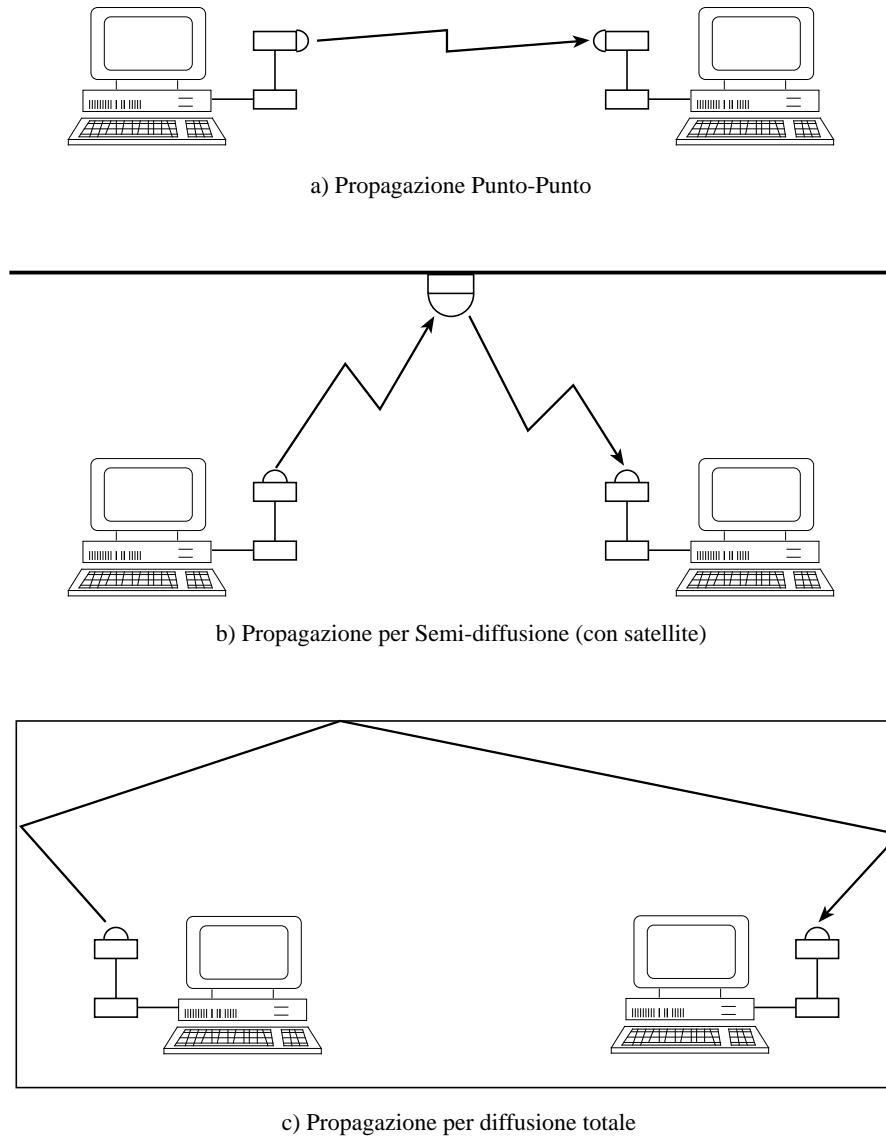 a) Propagazione Punto-Punto
b) Propagazione per Semi-diffusione (con satellite)
c) Propagazione per diffusione totale